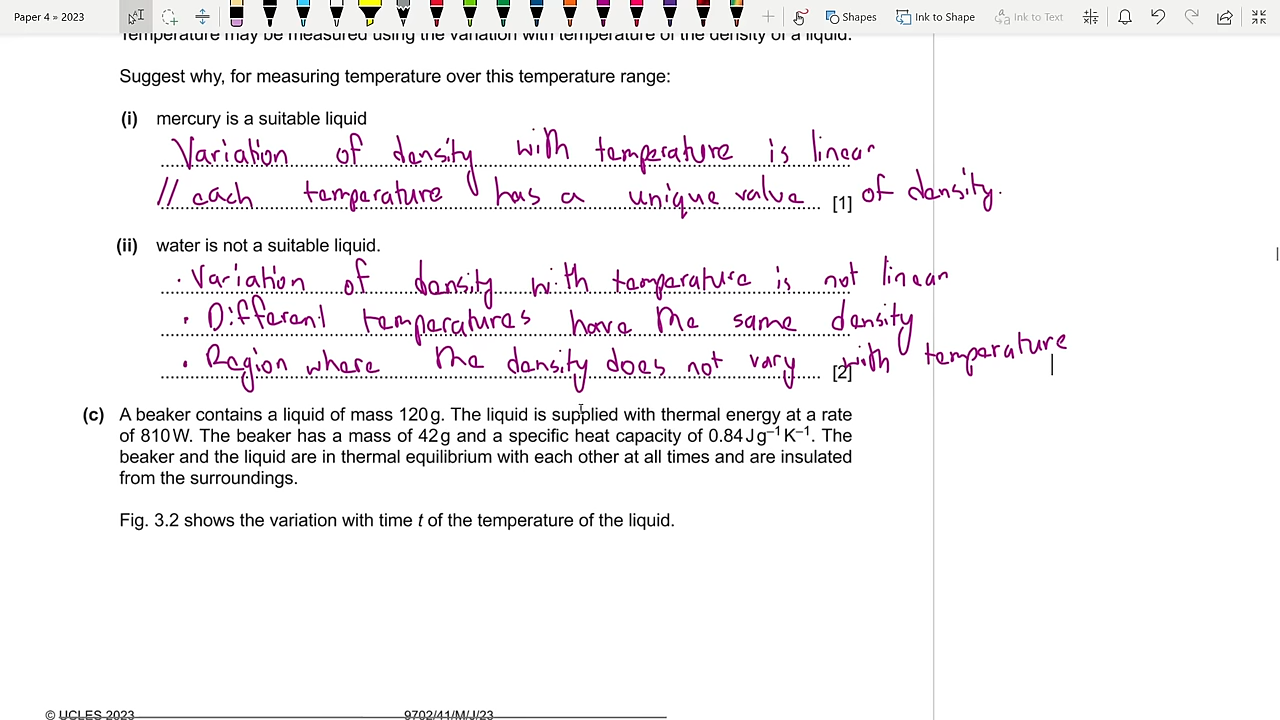 Paper 4 » 2023
Shapes
Ink to Shape
Ink to Text
Temperature may be measured using the variation with temperature of the density of a liquid.
Suggest why, for measuring temperature over this temperature range:
(i) mercury is a suitable liquid
Variation of density with temperature is linear
// each temperature has a unique value [1] of density.
(ii) water is not a suitable liquid.
· Variation of density with temperature is not linear
· Different temperatures have the same density
· Region where the density does not vary [2] with temperature
(c) A beaker contains a liquid of mass 120 g. The liquid is supplied with thermal energy at a rate
of 810 W. The beaker has a mass of 42 g and a specific heat capacity of 0.84 J g⁻¹ K⁻¹. The
beaker and the liquid are in thermal equilibrium with each other at all times and are insulated
from the surroundings.
Fig. 3.2 shows the variation with time t of the temperature of the liquid.
© UCLES 2023
9702/41/M/J/23